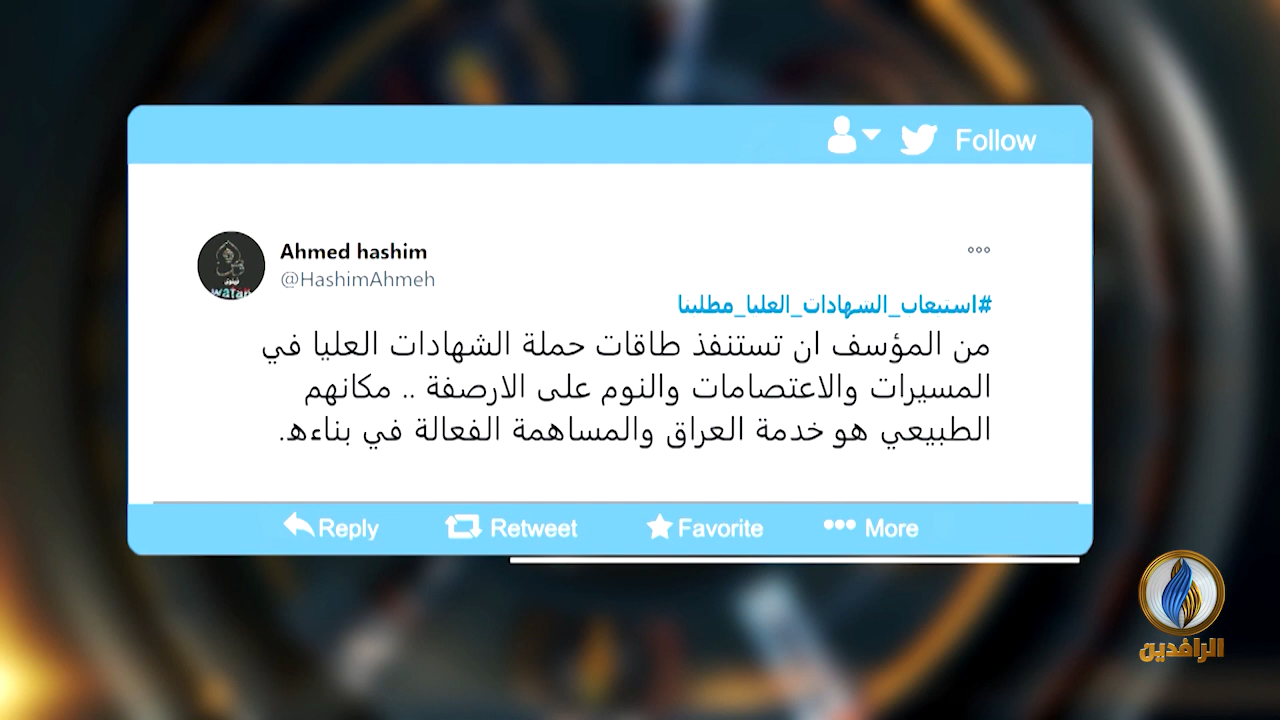 Follow
Ahmed hashim
@HashimAhmeh
#استيعاب_الشهادات_العليا_مطلبنا
من المؤسف ان تستنفذ طاقات حملة الشهادات العليا في
المسيرات والاعتصامات والنوم على الارصفة .. مكانهم
الطبيعي هو خدمة العراق والمساهمة الفعالة في بناءه.
Reply Retweet Favorite More
الرافدين